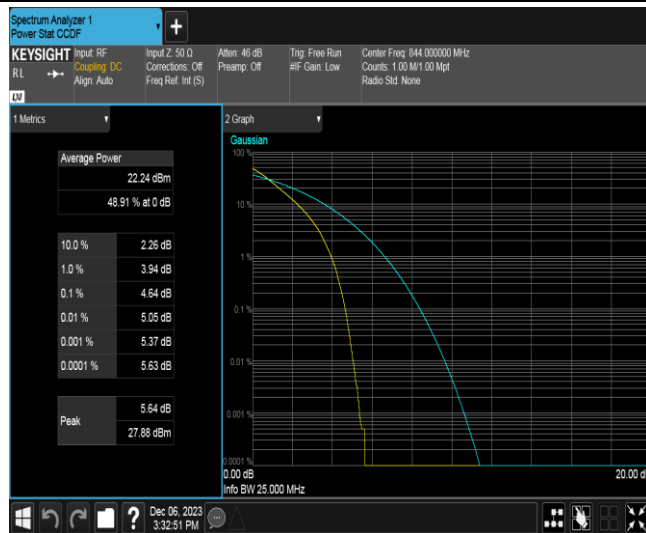 Spectrum Analyzer 1
Power Stat CCDF
KEYSIGHT
RL
Input: RF
Coupling: DC
Align: Auto
Input Z: 50 Ω
Corrections: Off
Freq Ref: Int (S)
Atten: 46 dB
Preamp: Off
Trig: Free Run
#IF Gain: Low
Center Freq: 844.000000 MHz
Counts: 1.00 M/1.00 Mpt
Radio Std: None
1 Metrics
Average Power
22.24 dBm
48.91 % at 0 dB
10.0 % 2.26 dB
1.0 % 3.94 dB
0.1 % 4.64 dB
0.01 % 5.05 dB
0.001 % 5.37 dB
0.0001 % 5.63 dB
Peak
5.64 dB
27.88 dBm
2 Graph
Gaussian
100 %
10 %
1 %
0.1 %
0.01 %
0.001 %
0.0001 %
0.00 dB
20.00 d
Info BW 25.000 MHz
?
Dec 06, 2023
3:32:51 PM